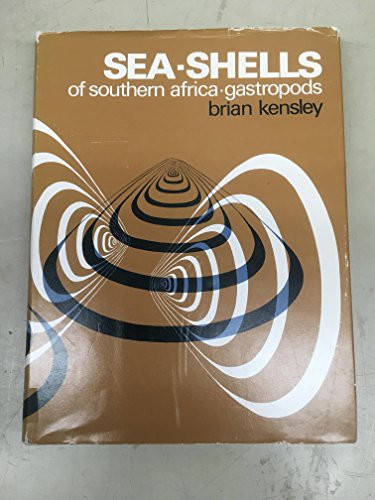 SEA·SHELLS
of southern africa·gastropods
brian kensley